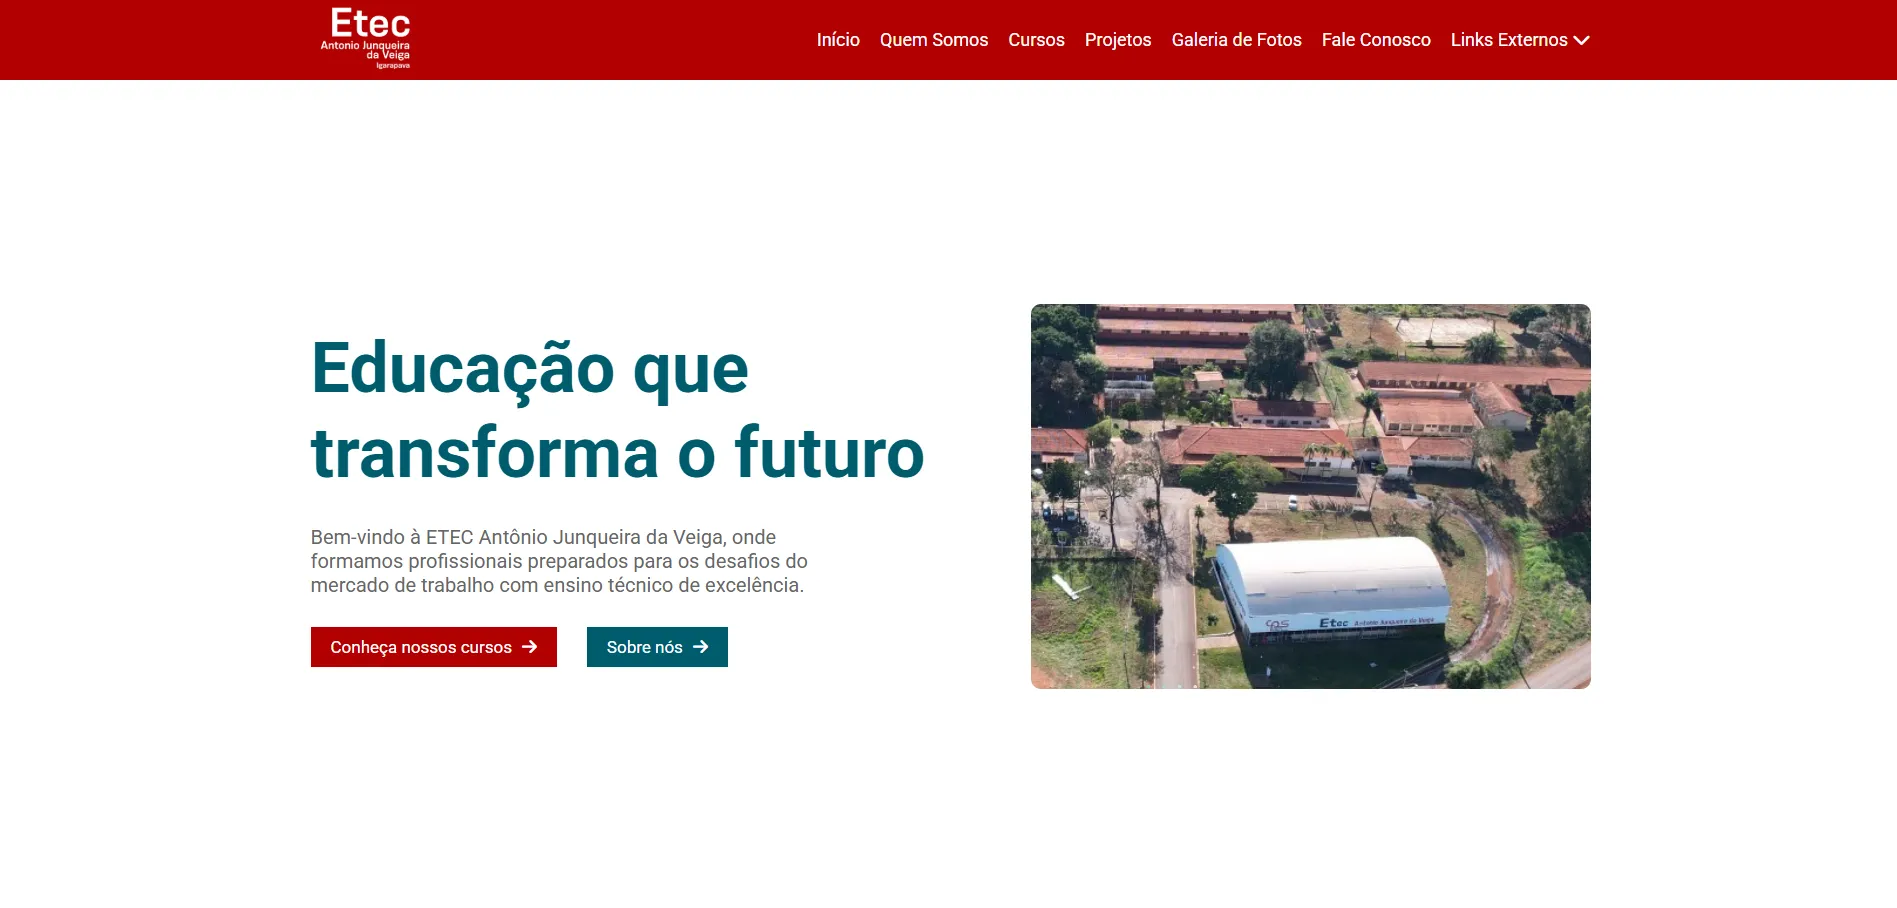 Etec
Antonio Junqueira
da Veiga
Igarapava
Início Quem Somos Cursos Projetos Galeria de Fotos Fale Conosco Links Externos
Educação que
transforma o futuro
Bem-vindo à ETEC Antônio Junqueira da Veiga, onde
formamos profissionais preparados para os desafios do
mercado de trabalho com ensino técnico de excelência.
Conheça nossos cursos
Sobre nós
cps Etec Antonio Junqueira da Veiga